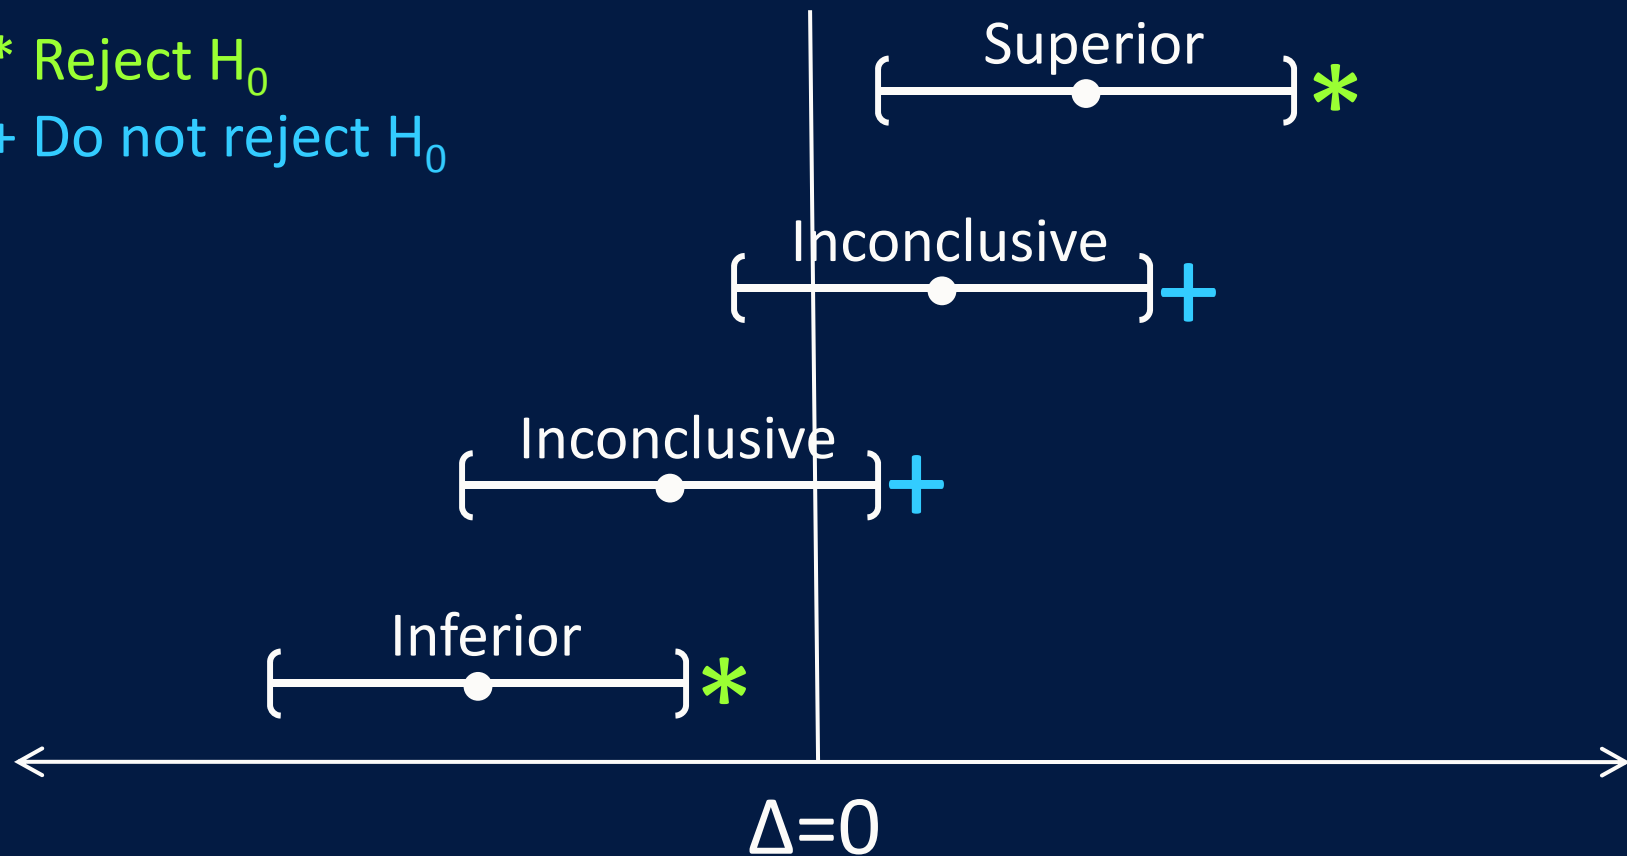 * Reject H₀
+ Do not reject H₀
Superior
*
Inconclusive
+
Inconclusive
+
Inferior
*
Δ=0